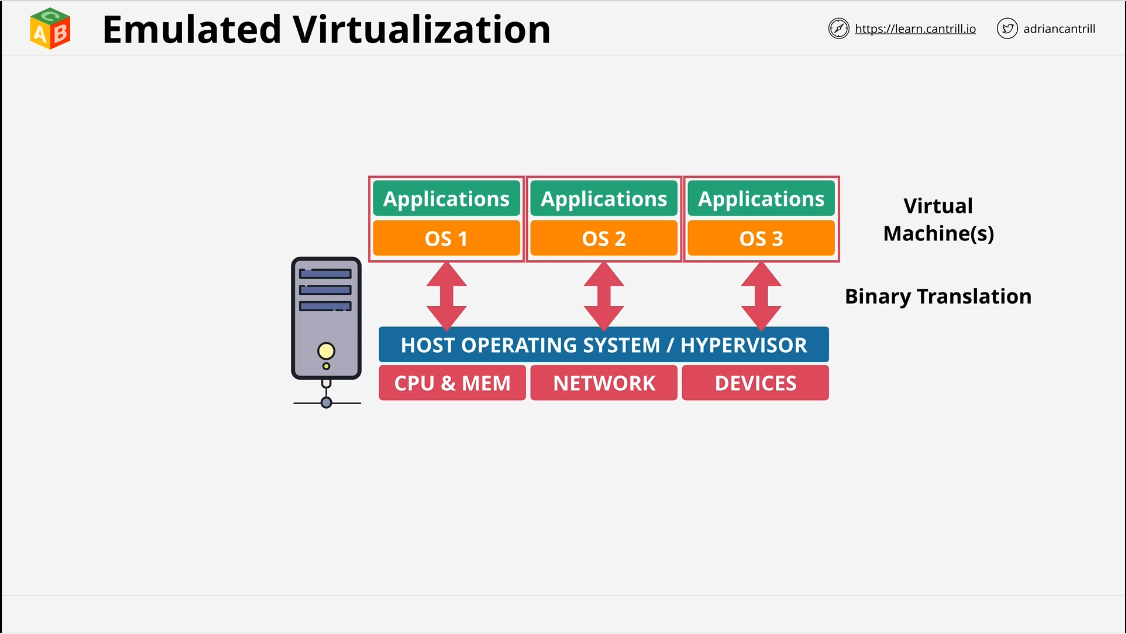 Emulated Virtualization
https://learn.cantrill.io
adriancantrill
A
B
C
Applications
Applications
Applications
OS 1
OS 2
OS 3
Virtual
Machine(s)
Binary Translation
HOST OPERATING SYSTEM / HYPERVISOR
CPU & MEM
NETWORK
DEVICES